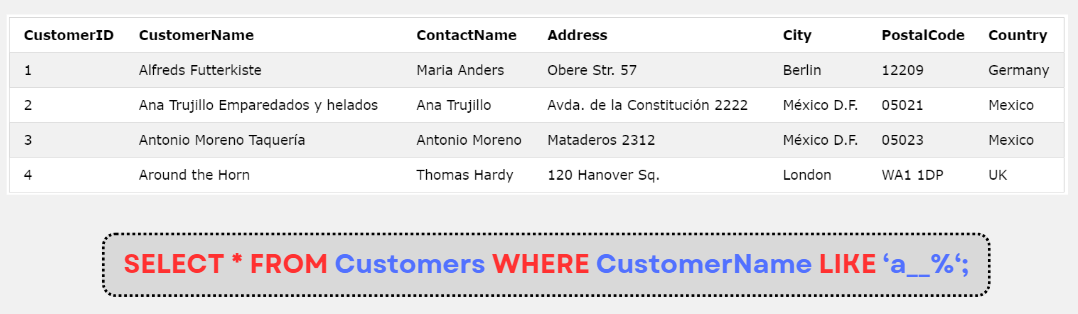 CustomerID CustomerName ContactName Address City PostalCode Country
1 Alfreds Futterkiste Maria Anders Obere Str. 57 Berlin 12209 Germany
2 Ana Trujillo Emparedados y helados Ana Trujillo Avda. de la Constitución 2222 México D.F. 05021 Mexico
3 Antonio Moreno Taquería Antonio Moreno Mataderos 2312 México D.F. 05023 Mexico
4 Around the Horn Thomas Hardy 120 Hanover Sq. London WA1 1DP UK
SELECT * FROM Customers WHERE CustomerName LIKE ‘a__%‘;